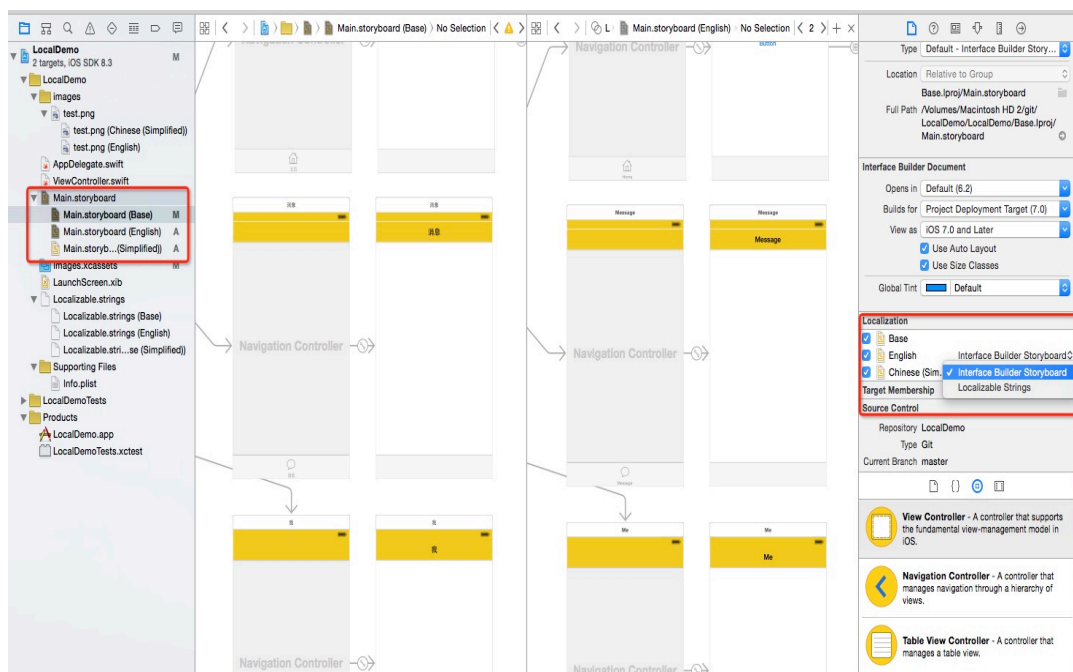 Main.storyboard (Base) › No Selection
L
Main.storyboard (English) › No Selection
2
LocalDemo
2 targets, iOS SDK 8.3
M
LocalDemo
images
test.png
test.png (Chinese (Simplified))
test.png (English)
AppDelegate.swift
ViewController.swift
Main.storyboard
Main.storyboard (Base) M
Main.storyboard (English) A
Main.storyb...(Simplified)) A
Images.xcassets M
LaunchScreen.xib
Localizable.strings
Localizable.strings (Base)
Localizable.strings (English)
Localizable.stri...se (Simplified))
Supporting Files
Info.plist
LocalDemoTests
Products
LocalDemo.app
LocalDemoTests.xctest
Navigation Controller
消息
消息
消息
Navigation Controller
我
我
我
Navigation Controller
Navigation Controller
Button
Home
Message
Message
Message
Navigation Controller
Message
Me
Me
Me
Navigation Controller
Type Default - Interface Builder Story...
Location Relative to Group
Base.lproj/Main.storyboard
Full Path /Volumes/Macintosh HD 2/git/
LocalDemo/LocalDemo/Base.lproj/
Main.storyboard
Interface Builder Document
Opens in Default (6.2)
Builds for Project Deployment Target (7.0)
View as iOS 7.0 and Later
Use Auto Layout
Use Size Classes
Global Tint Default
Localization
Base
English Interface Builder Storyboard
Chinese (Sim. ✓ Interface Builder Storyboard
Localizable Strings
Target Membership
Source Control
Repository LocalDemo
Type Git
Current Branch master
View Controller - A controller that supports
the fundamental view-management model in
iOS.
Navigation Controller - A controller that
manages navigation through a hierarchy of
views.
Table View Controller - A controller that
manages a table view.